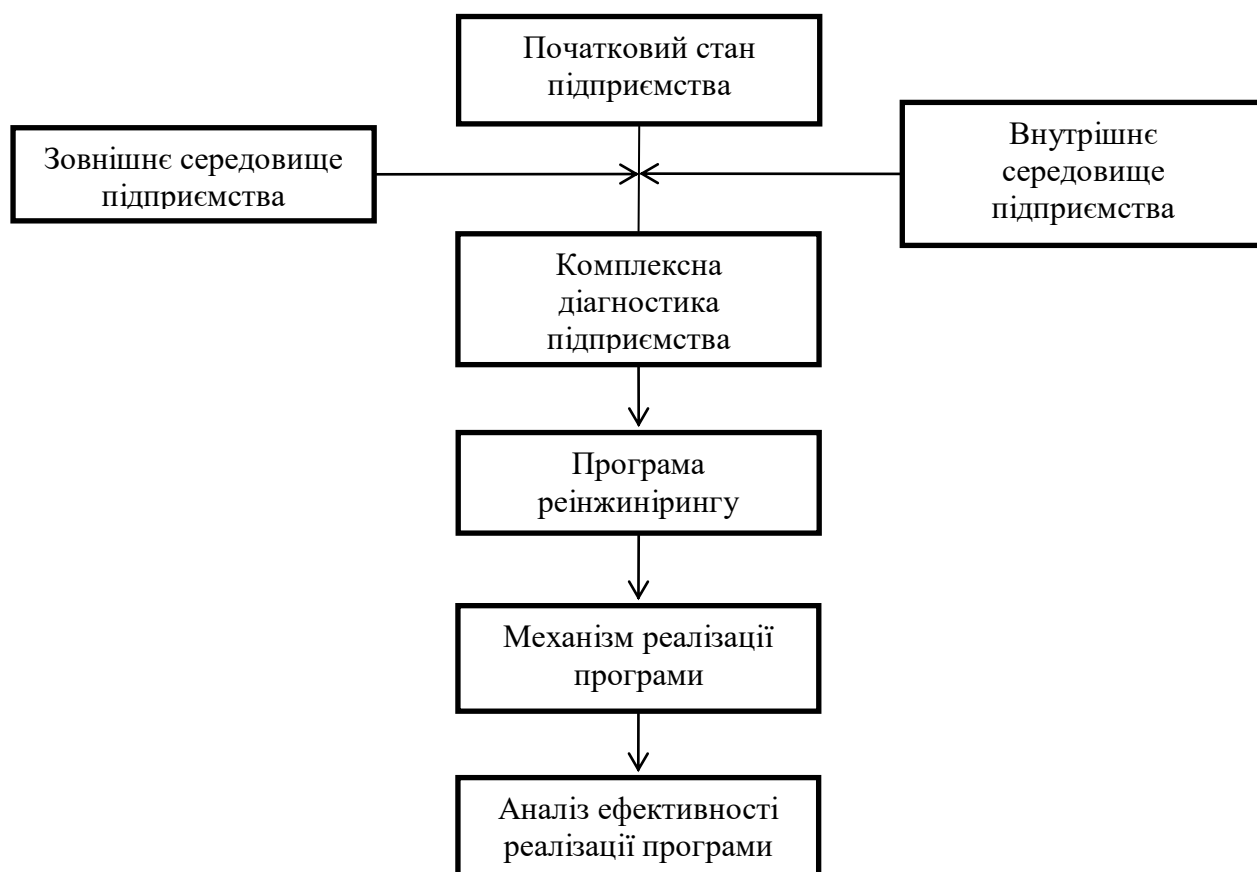 Початковий стан
підприємства
Зовнішнє середовище
підприємства
Внутрішнє
середовище
підприємства
Комплексна
діагностика
підприємства
Програма
реінжинірингу
Механізм реалізації
програми
Аналіз ефективності
реалізації програми